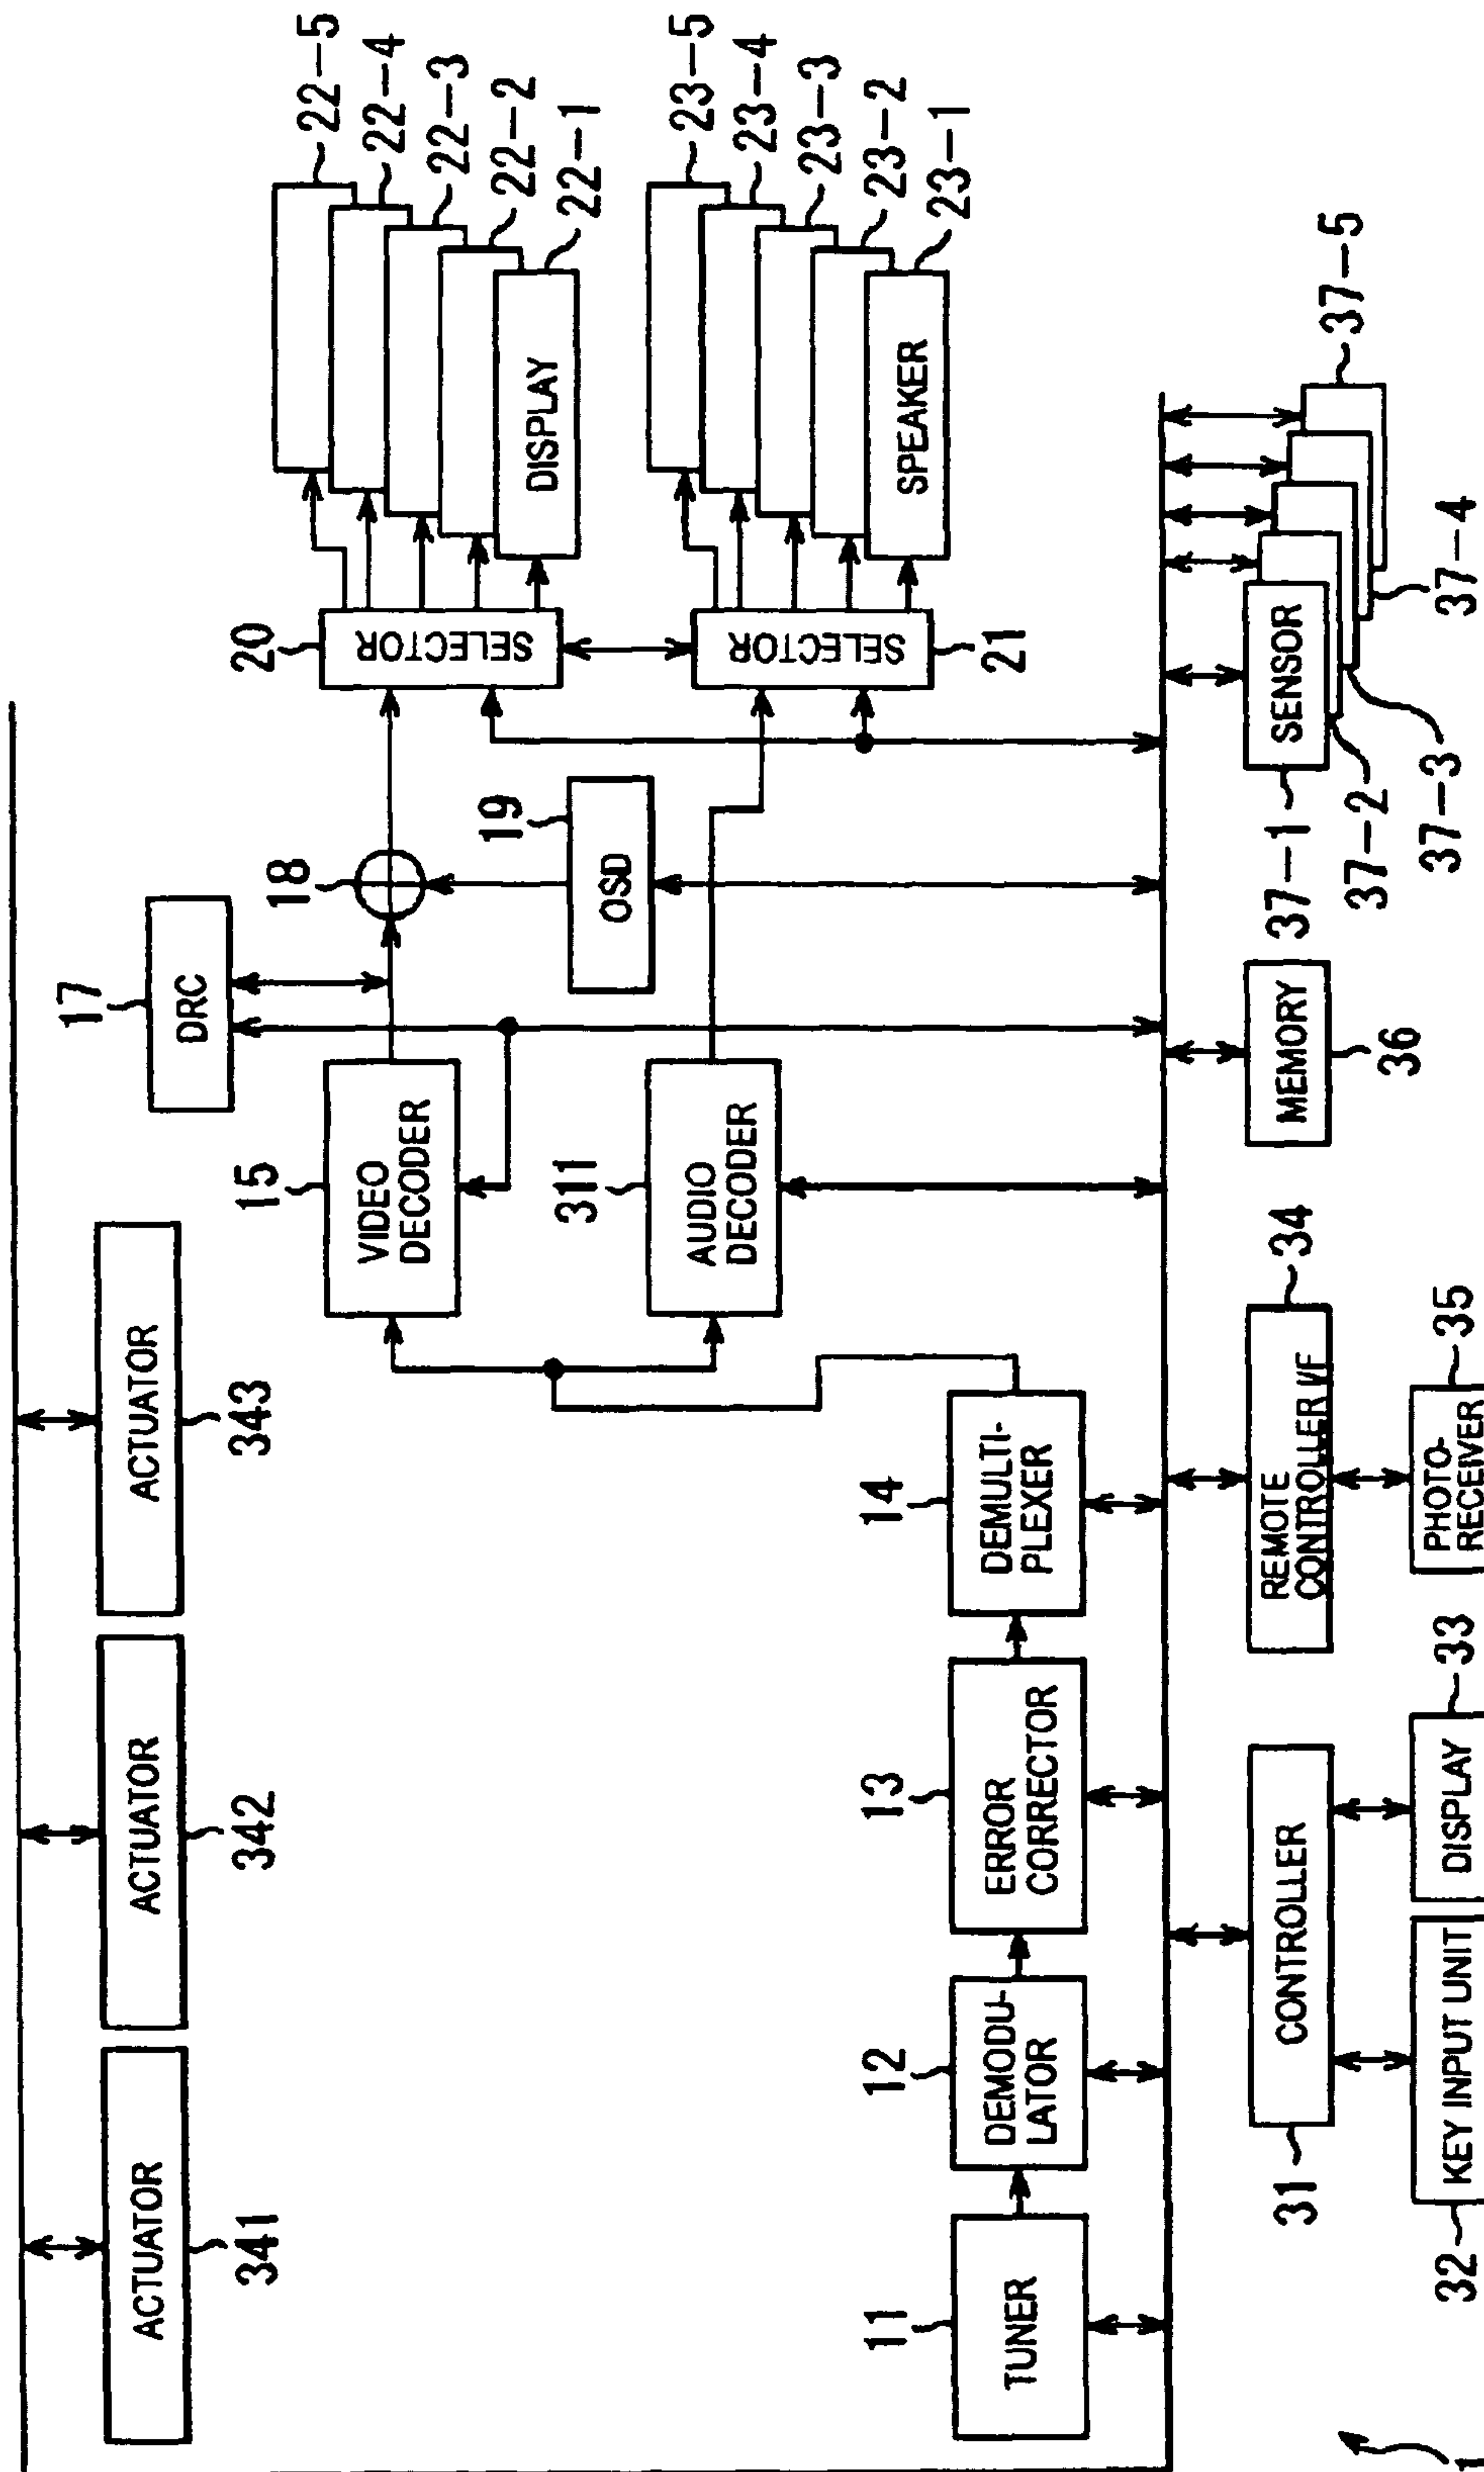 ACTUATOR
341
ACTUATOR
342
ACTUATOR
343
17
DRC
15
VIDEO
DECODER
18
20
SELECTOR
22-5
22-4
22-3
22-2
22-1
DISPLAY
19
OSD
311
AUDIO
DECODER
SELECTOR
21
23-5
23-4
23-3
23-2
23-1
SPEAKER
11
TUNER
12
DEMODU-
LATOR
13
ERROR
CORRECTOR
14
DEMULTI-
PLEXER
31
CONTROLLER
32
KEY INPUT UNIT
DISPLAY
33
REMOTE
CONTROLLER I/F
34
PHOTO-
RECEIVER
35
MEMORY
36
SENSOR
37-1
37-2
37-3
37-4
37-5
1